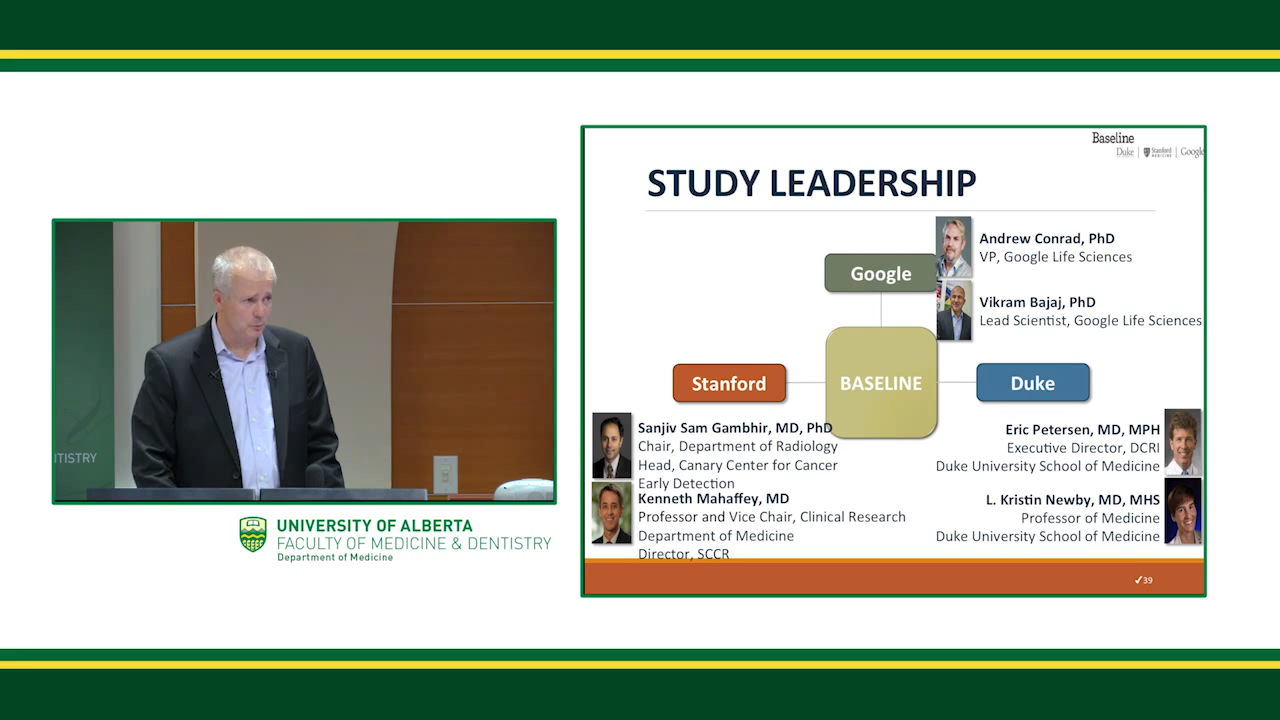 TISTRY
UNIVERSITY OF ALBERTA
FACULTY OF MEDICINE & DENTISTRY
Department of Medicine
Baseline
Duke | Stanford MEDICINE | Google
STUDY LEADERSHIP
Google
Andrew Conrad, PhD
VP, Google Life Sciences
Vikram Bajaj, PhD
Lead Scientist, Google Life Sciences
Stanford
BASELINE
Duke
Sanjiv Sam Gambhir, MD, PhD
Chair, Department of Radiology
Head, Canary Center for Cancer
Early Detection
Kenneth Mahaffey, MD
Professor and Vice Chair, Clinical Research
Department of Medicine
Director, SCCR
Eric Petersen, MD, MPH
Executive Director, DCRI
Duke University School of Medicine
L. Kristin Newby, MD, MHS
Professor of Medicine
Duke University School of Medicine
✓39